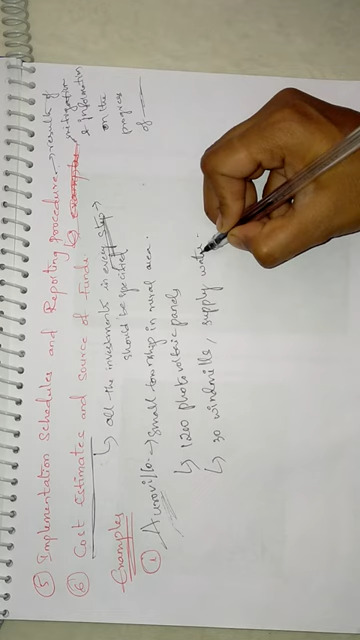 ⑤ Implementation Schedules and Reporting procedure → results of
mitigation
& information
on the
progress
of
⑥ Cost Estimates and source of funds
↳ examples
↳ all the investments in every step →
should be specified
Examples
① → small township in rural area.
↳ 1200 photovoltaic panels
↳ 30 windmills, supply water